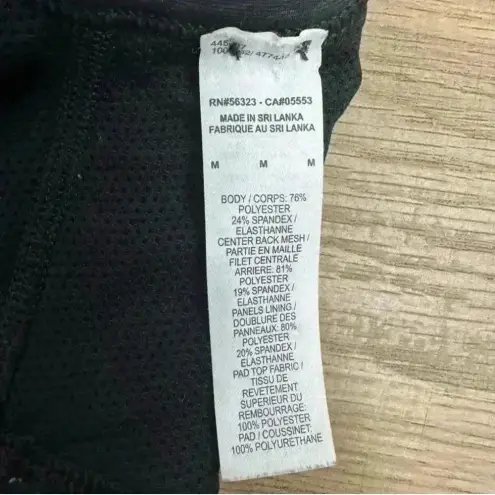 RN#56323 - CA#05553
MADE IN SRI LANKA
FABRIQUE AU SRI LANKA
M M M
BODY / CORPS: 76%
POLYESTER
24% SPANDEX /
ELASTHANNE
CENTER BACK MESH /
PARTIE EN MAILLE
FILET CENTRALE
ARRIERE: 81%
POLYESTER
19% SPANDEX /
ELASTHANNE
PANELS LINING /
DOUBLURE DES
PANNEAUX: 80%
POLYESTER
20% SPANDEX /
ELASTHANNE
PAD TOP FABRIC /
TISSU DE
REVETEMENT
SUPERIEUR DU
REMBOURRAGE:
100% POLYESTER
PAD / COUSSINET:
100% POLYURETHANE